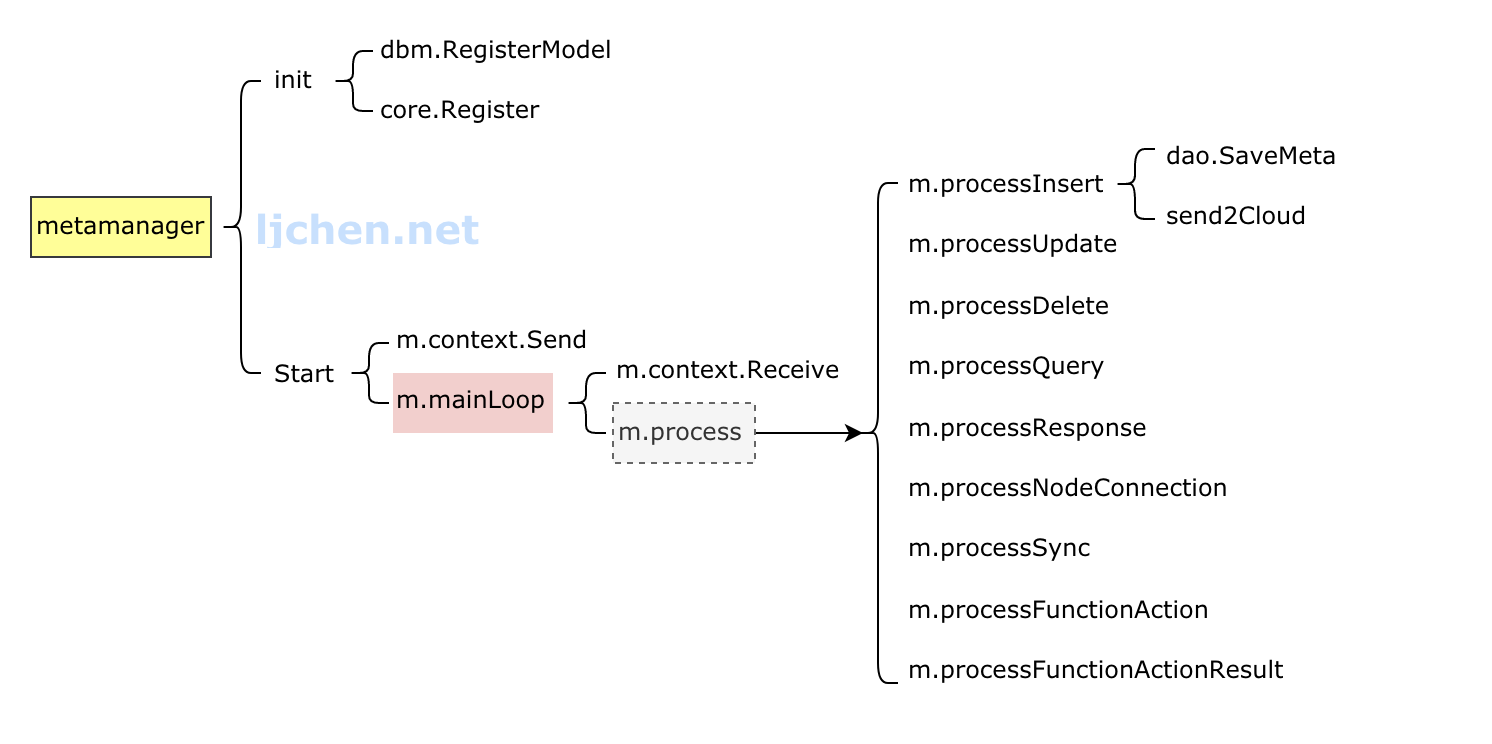 dbm.RegisterModel
init
core.Register
metamanager
ljchen.net
Start
m.context.Send
m.mainLoop
m.context.Receive
m.process
m.processInsert
dao.SaveMeta
send2Cloud
m.processUpdate
m.processDelete
m.processQuery
m.processResponse
m.processNodeConnection
m.processSync
m.processFunctionAction
m.processFunctionActionResult